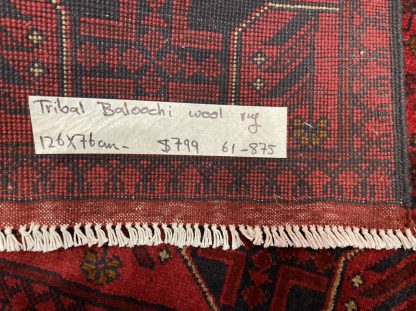 Tribal Baloochi wool rug
126x76cm- $799 61-875